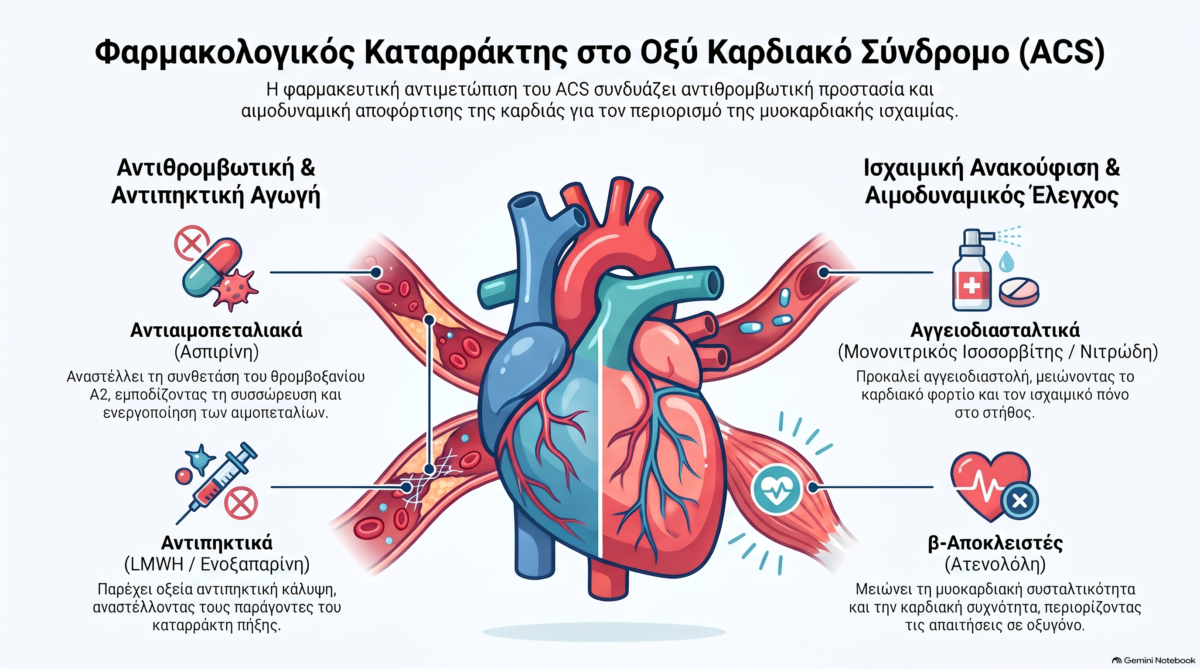 Φαρμακολογικός Καταρράκτης στο Οξύ Καρδιακό Σύνδρομο (ACS)
Η φαρμακευτική αντιμετώπιση του ACS συνδυάζει αντιθρομβωτική προστασία και
αιμοδυναμική αποφόρτισης της καρδιάς για τον περιορισμό της μυοκαρδιακής ισχαιμίας.
Αντιθρομβωτική &
Αντιπηκτική Αγωγή
Αντιαιμοπεταλιακά
(Ασπιρίνη)
Αναστέλλει τη συνθετάση του θρομβοξανίου
Α2, εμποδίζοντας τη συσσώρευση και
ενεργοποίηση των αιμοπεταλίων.
Αντιπηκτικά
(LMWH / Ενοξαπαρίνη)
Παρέχει οξεία αντιπηκτική κάλυψη,
αναστέλλοντας τους παράγοντες του
καταρράκτη πήξης.
Ισχαιμική Ανακούφιση &
Αιμοδυναμικός Έλεγχος
Αγγειοδιασταλτικά
(Μονονιτρικός Ισοσορβίτης / Νιτρώδη)
Προκαλεί αγγειοδιαστολή, μειώνοντας το
καρδιακό φορτίο και τον ισχαιμικό πόνο
στο στήθος.
β-Αποκλειστές
(Ατενολόλη)
Μειώνει τη μυοκαρδιακή συσταλτικότητα
και την καρδιακή συχνότητα, περιορίζοντας
τις απαιτήσεις σε οξυγόνο.
Gemini Notebook